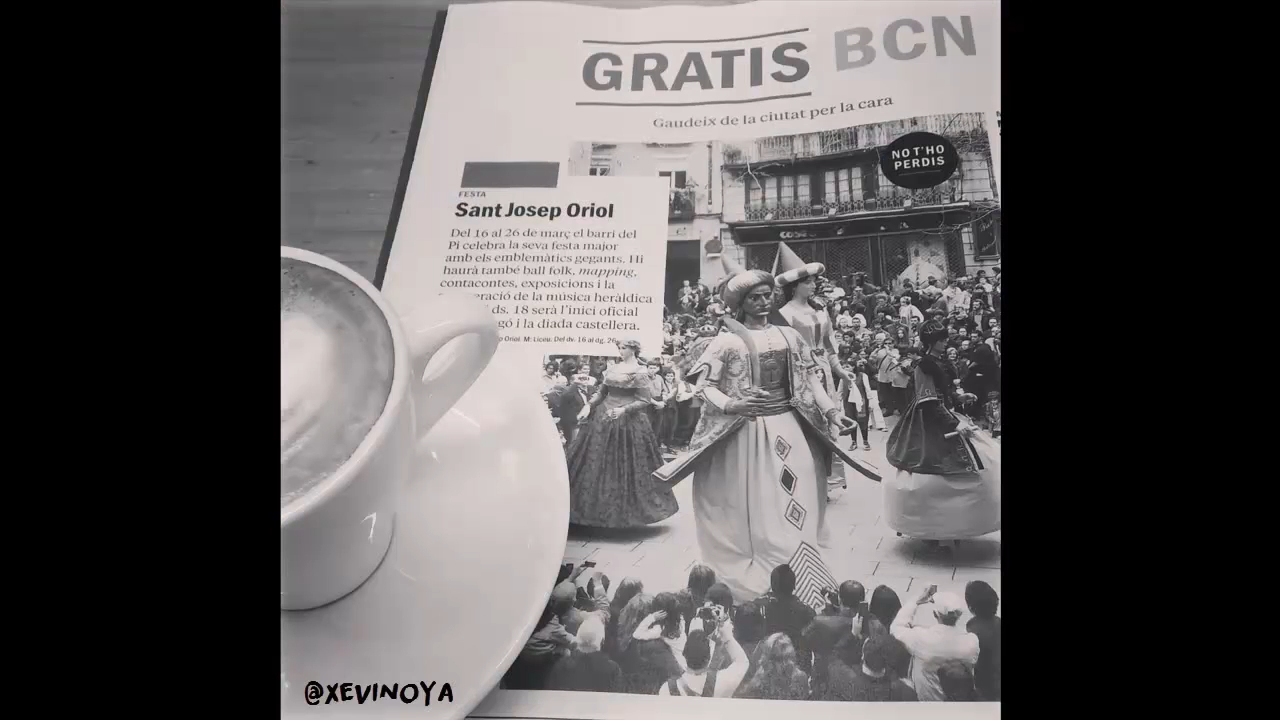 GRATIS BCN
Gaudeix de la ciutat per la cara
NO T'HO
PERDIS
FESTA
Sant Josep Oriol
Del 16 al 26 de març el barri del
Pi celebra la seva festa major
amb els emblemàtics gegants. Hi
haurà també ball folk, mapping,
contacontes, exposicions i la
de la música heràldica
ds. 18 serà l'inici oficial
i la diada castellera.
Oriol. M: Liceu. Del dv. 16 al dg. 26
@XEVINOYA